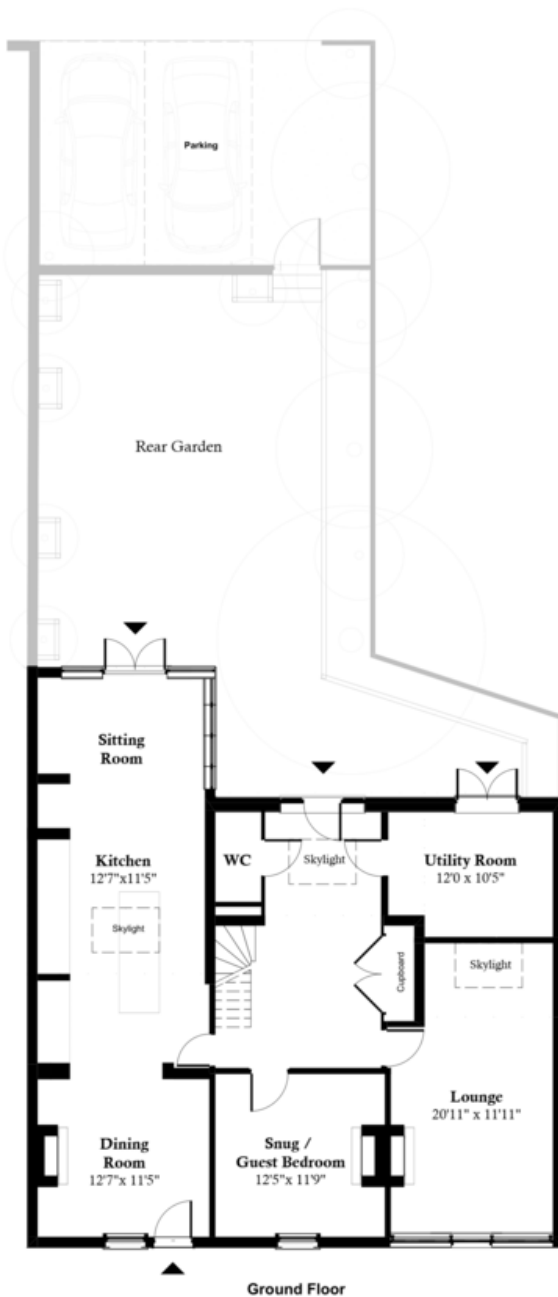 Parking
Rear Garden
Sitting
Room
Kitchen
12'7"x11'5"
Skylight
WC
Skylight
Utility Room
12'0 x 10'5"
Cupboard
Skylight
Lounge
20'11" x 11'11"
Dining
Room
12'7"x 11'5"
Snug /
Guest Bedroom
12'5"x 11'9"
Ground Floor